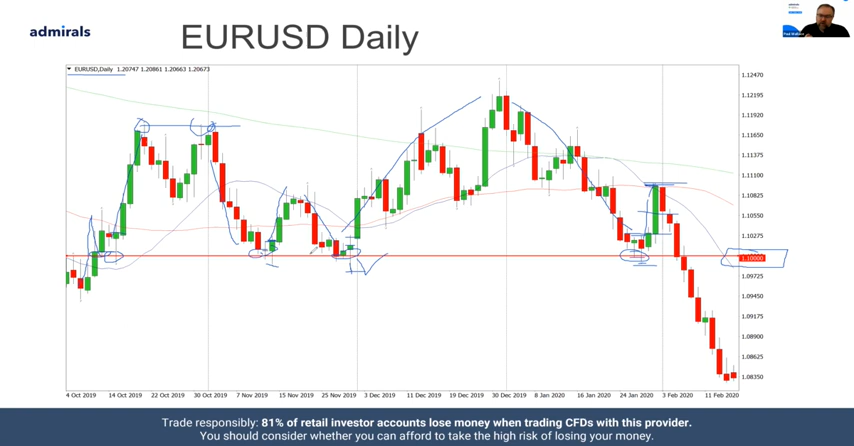 admirals
EURUSD Daily
EURUSD,Daily 1.20747 1.20861 1.20663 1.20673
1.12470
1.12195
1.11920
1.11650
1.11375
1.11100
1.10825
1.10550
1.10275
1.10000
1.09725
1.09450
1.09175
1.08900
1.08625
1.08350
4 Oct 2019 14 Oct 2019 22 Oct 2019 30 Oct 2019 7 Nov 2019 15 Nov 2019 25 Nov 2019 3 Dec 2019 11 Dec 2019 19 Dec 2019 30 Dec 2019 8 Jan 2020 16 Jan 2020 24 Jan 2020 3 Feb 2020 11 Feb 2020
Trade responsibly: 81% of retail investor accounts lose money when trading CFDs with this provider.
You should consider whether you can afford to take the high risk of losing your money.